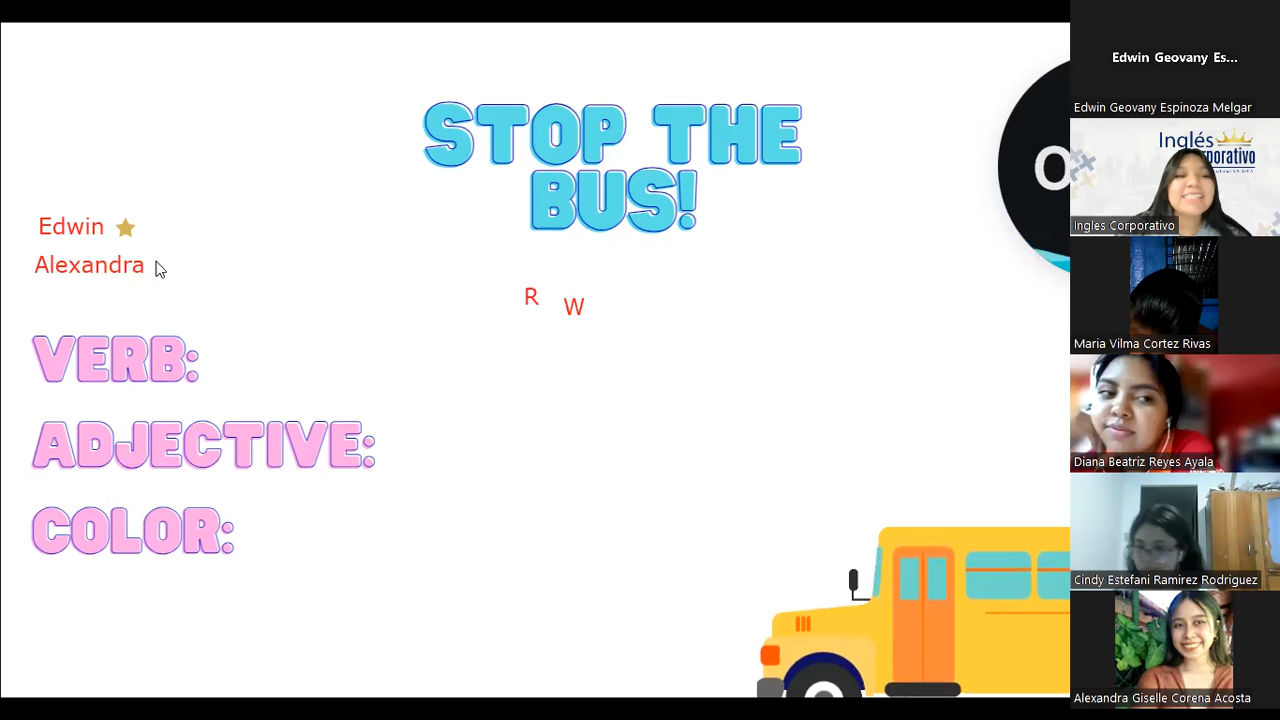 STOP THE
BUS!
O
Edwin
Alexandra
R W
VERB:
ADJECTIVE:
COLOR:
Edwin Geovany Es...
Edwin Geovany Espinoza Melgar
Inglés
Ingles Corporativo
Maria Vilma Cortez Rivas
Diana Beatriz Reyes Ayala
Cindy Estefani Ramirez Rodriguez
Alexandra Giselle Corena Acosta